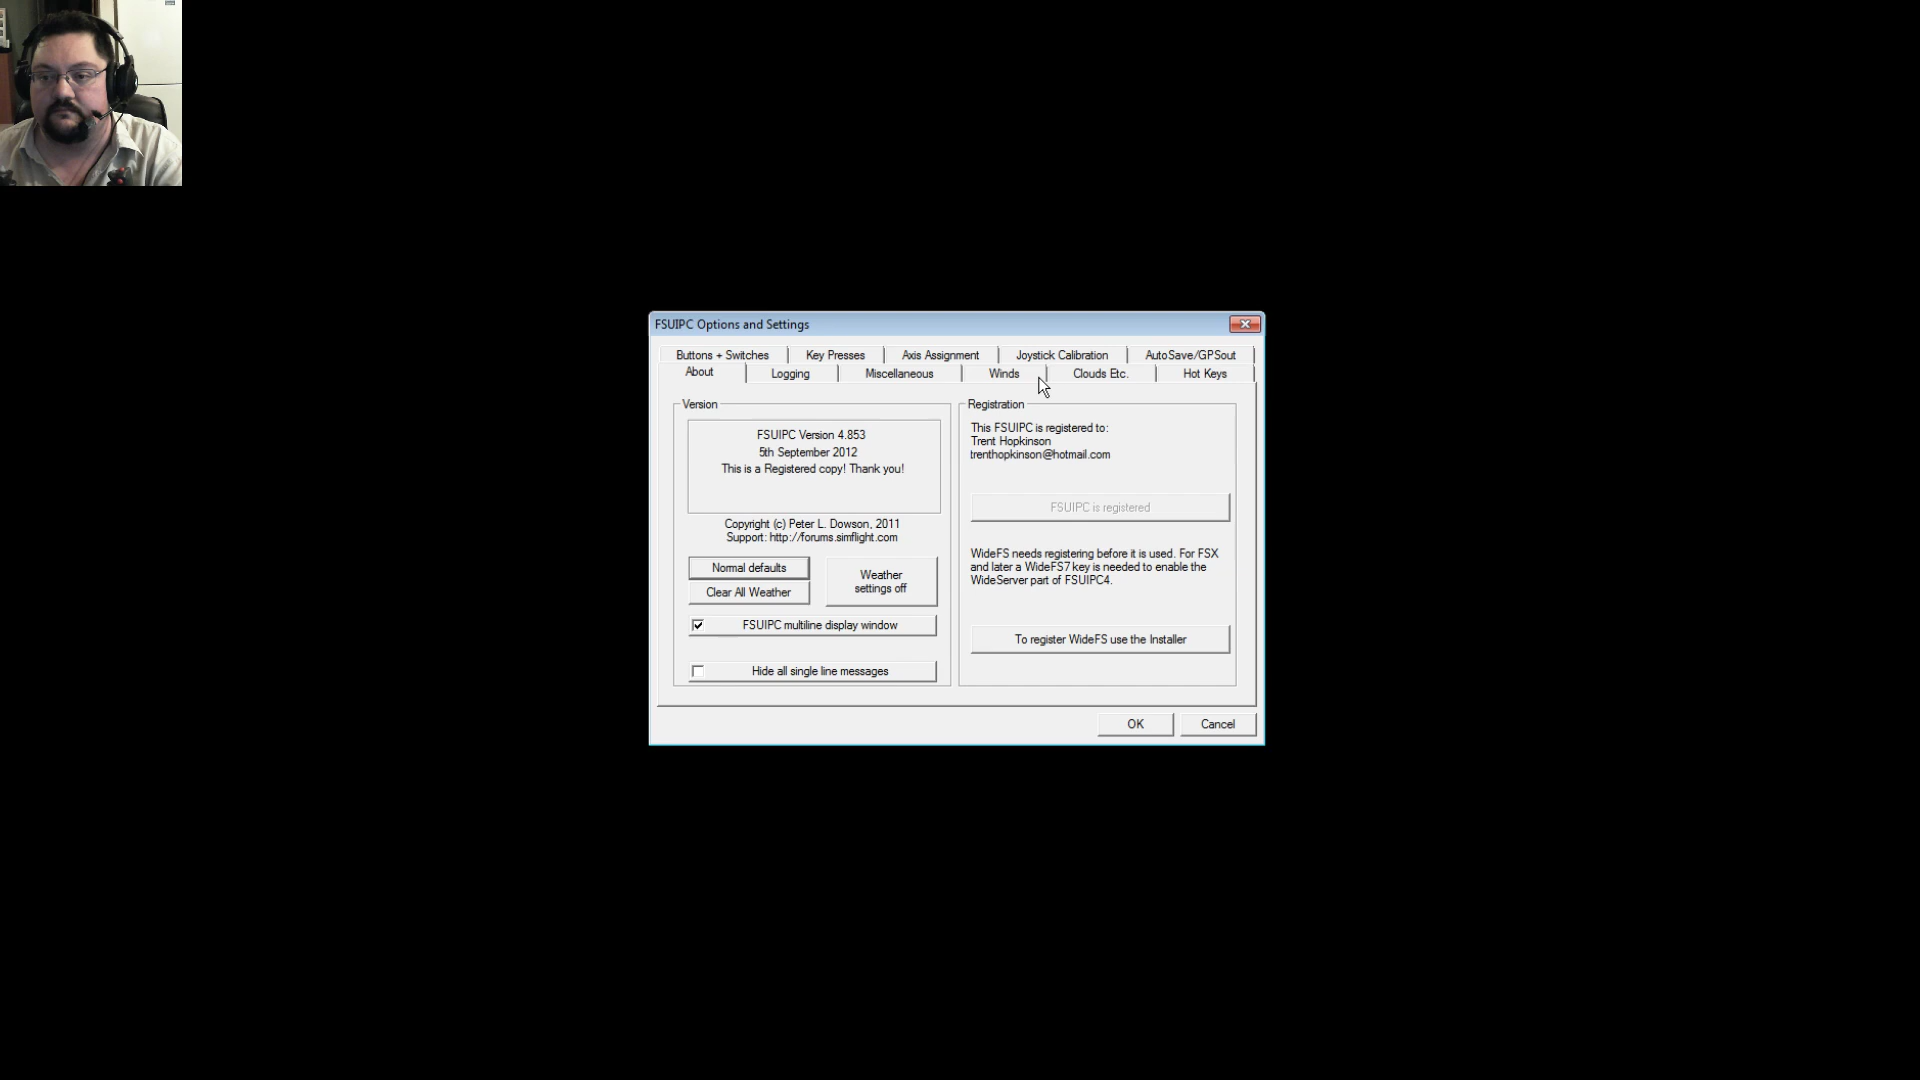 FSUIPC Options and Settings
Buttons + Switches
Key Presses
Axis Assignment
Joystick Calibration
AutoSave/GPSout
About
Logging
Miscellaneous
Winds
Clouds Etc.
Hot Keys
Version
FSUIPC Version 4.853
5th September 2012
This is a Registered copy! Thank you!
Copyright (c) Peter L. Dowson, 2011
Support: http://forums.simflight.com
Normal defaults
Clear All Weather
Weather
settings off
FSUIPC multiline display window
Hide all single line messages
Registration
This FSUIPC is registered to:
Trent Hopkinson
trenthopkinson@hotmail.com
FSUIPC is registered
WideFS needs registering before it is used. For FSX
and later a WideFS7 key is needed to enable the
WideServer part of FSUIPC4.
To register WideFS use the Installer
OK
Cancel